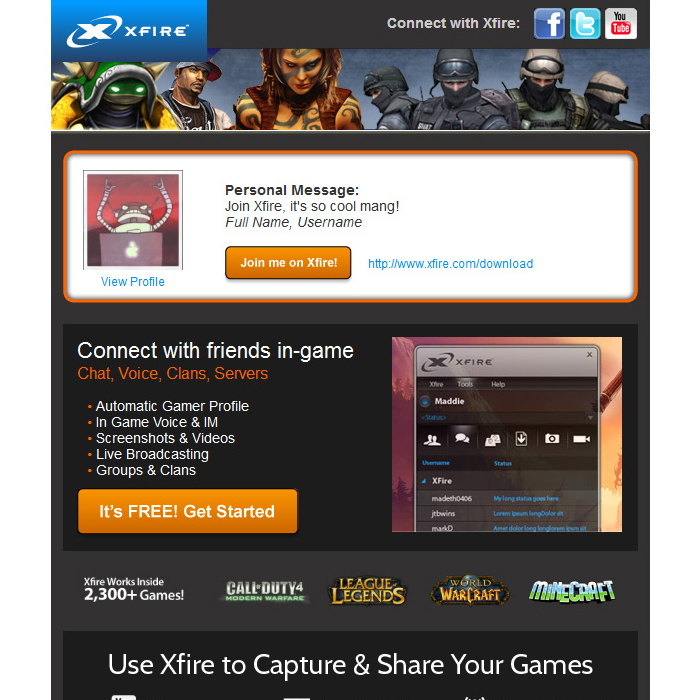 XFIRE
Connect with Xfire:
You
Tube
SWAT
Personal Message:
Join Xfire, it's so cool mang!
Full Name, Username
Join me on Xfire!
http://www.xfire.com/download
View Profile
Connect with friends in-game
Chat, Voice, Clans, Servers
• Automatic Gamer Profile
• In Game Voice & IM
• Screenshots & Videos
• Live Broadcasting
• Groups & Clans
It's FREE! Get Started
XFIRE
Xfire Tools Help
Maddie
<Status>
Username Status
XFire
madeth0406 My long status goes here
jtbwins Lorem Ipsum longDolor sit
markD Amet dolor long longlorem ipsum
Xfire Works Inside
2,300+ Games!
CALL OF DUTY 4
MODERN WARFARE
LEAGUE OF
LEGENDS
WORLD
OF WARCRAFT
MINECRAFT
Use Xfire to Capture & Share Your Games